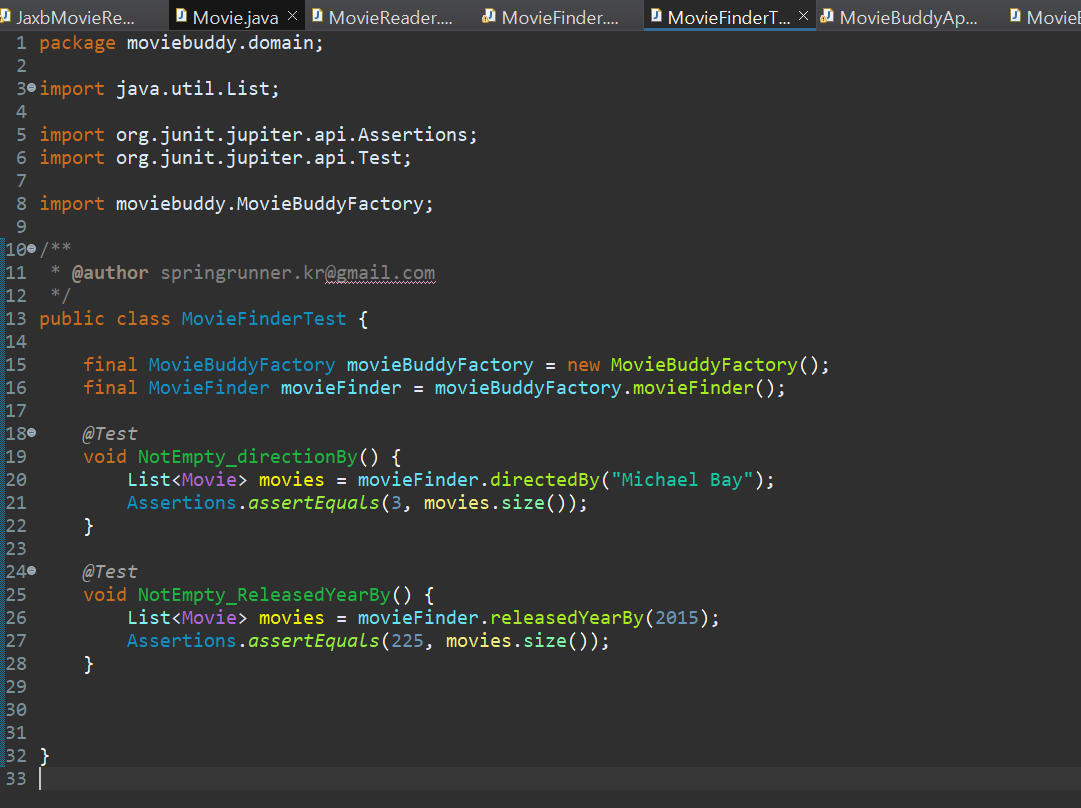 JaxbMovieRe...
Movie.java
MovieReader....
MovieFinder....
MovieFinderT...
MovieBuddyAp...
1 package moviebuddy.domain;
2
3 import java.util.List;
4
5 import org.junit.jupiter.api.Assertions;
6 import org.junit.jupiter.api.Test;
7
8 import moviebuddy.MovieBuddyFactory;
9
10 /**
11  * @author springrunner.kr@gmail.com
12  */
13 public class MovieFinderTest {
14
15     final MovieBuddyFactory movieBuddyFactory = new MovieBuddyFactory();
16     final MovieFinder movieFinder = movieBuddyFactory.movieFinder();
17
18     @Test
19     void NotEmpty_directionBy() {
20         List<Movie> movies = movieFinder.directedBy("Michael Bay");
21         Assertions.assertEquals(3, movies.size());
22     }
23
24     @Test
25     void NotEmpty_ReleasedYearBy() {
26         List<Movie> movies = movieFinder.releasedYearBy(2015);
27         Assertions.assertEquals(225, movies.size());
28     }
29
30
31
32 }
33